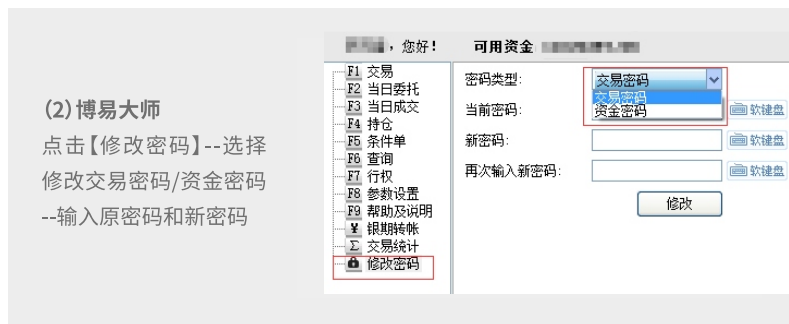 (2)博易大师
点击【修改密码】--选择
修改交易密码/资金密码
--输入原密码和新密码
，您好！ 可用资金
F1 交易
F2 当日委托
F3 当日成交
F4 持仓
F5 条件单
F6 查询
F7 行权
F8 参数设置
F9 帮助及说明
¥ 银期转帐
Σ 交易统计
修改密码
密码类型: 交易密码
交易密码
资金密码
当前密码: 软键盘
新密码: 软键盘
再次输入新密码: 软键盘
修改